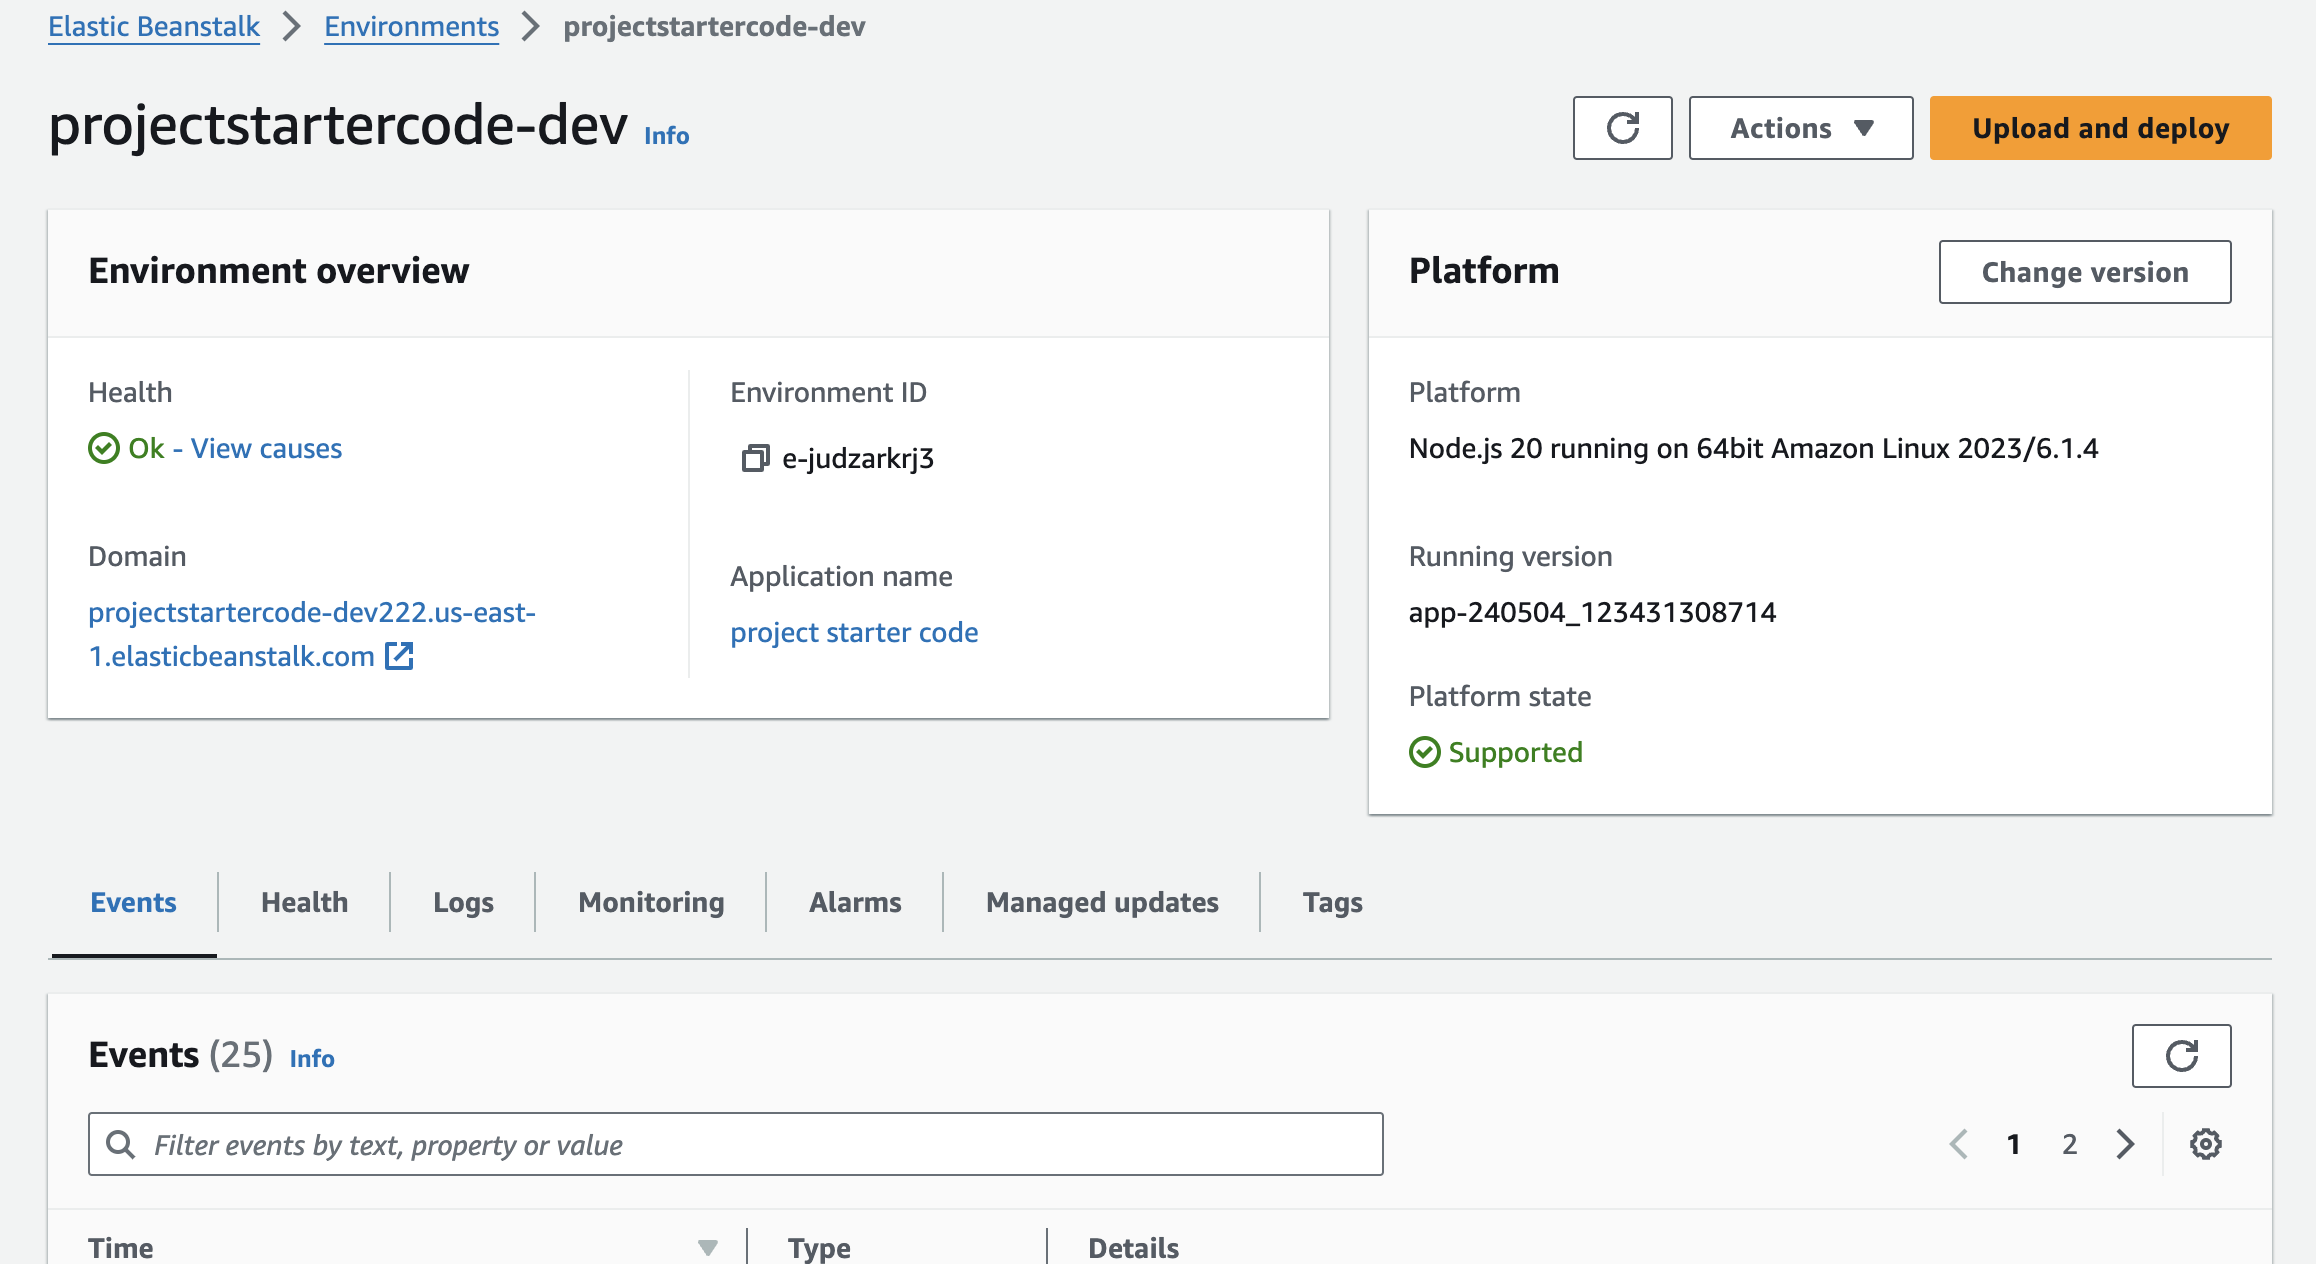 Elastic Beanstalk > Environments > projectstartercode-dev
projectstartercode-dev Info
Actions
Upload and deploy
Environment overview
Health
Ok - View causes
Domain
projectstartercode-dev222.us-east-
1.elasticbeanstalk.com
Environment ID
e-judzarkrj3
Application name
project starter code
Platform
Change version
Platform
Node.js 20 running on 64bit Amazon Linux 2023/6.1.4
Running version
app-240504_123431308714
Platform state
Supported
Events Health Logs Monitoring Alarms Managed updates Tags
Events (25) Info
Filter events by text, property or value
1 2
Time Type Details